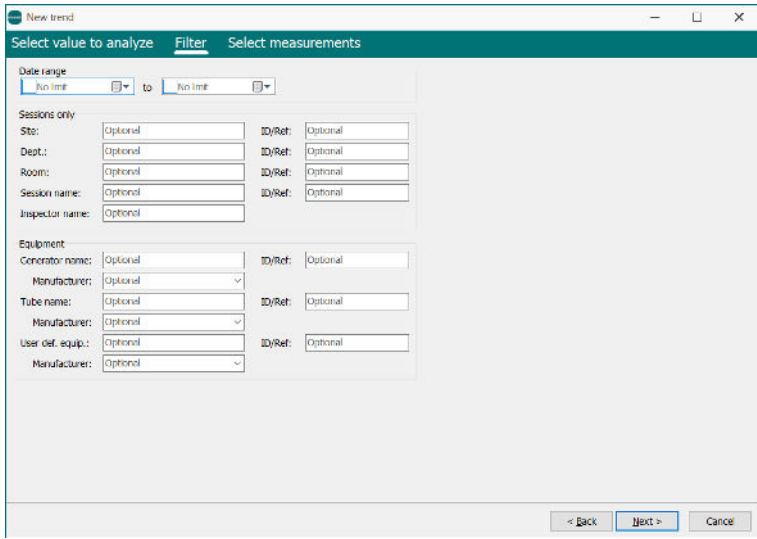 New trend
Select value to analyze Filter Select measurements
Date range
No limit to No limit
Sessions only
Site: Optional ID/Ref: Optional
Dept.: Optional ID/Ref: Optional
Room: Optional ID/Ref: Optional
Session name: Optional ID/Ref: Optional
Inspector name: Optional
Equipment
Generator name: Optional ID/Ref: Optional
Manufacturer: Optional
Tube name: Optional ID/Ref: Optional
Manufacturer: Optional
User def. equip.: Optional ID/Ref: Optional
Manufacturer: Optional
< Back Next > Cancel